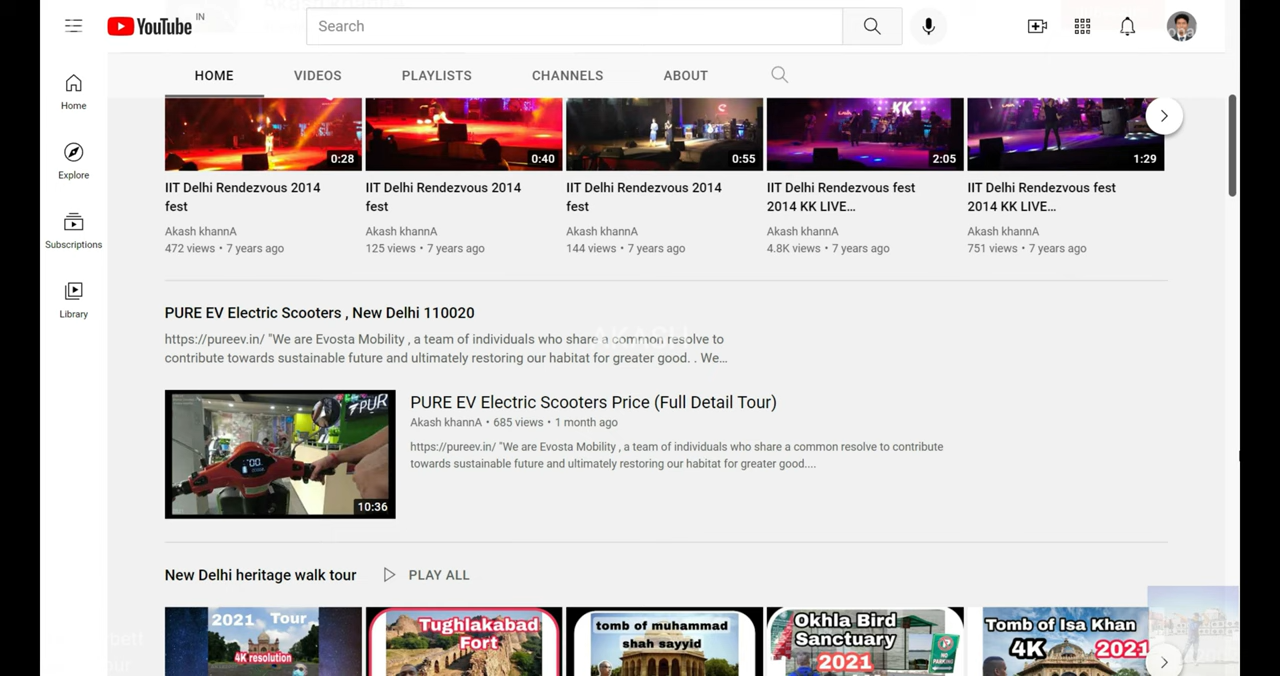 YouTube IN
Search
HOME VIDEOS PLAYLISTS CHANNELS ABOUT
Home
Explore
Subscriptions
Library
2014
KK
0:28 0:40 0:55 2:05 1:29
IIT Delhi Rendezvous 2014
fest
Akash khannA
472 views • 7 years ago
IIT Delhi Rendezvous 2014
fest
Akash khannA
125 views • 7 years ago
IIT Delhi Rendezvous 2014
fest
Akash khannA
144 views • 7 years ago
IIT Delhi Rendezvous fest
2014 KK LIVE...
Akash khannA
4.8K views • 7 years ago
IIT Delhi Rendezvous fest
2014 KK LIVE...
Akash khannA
751 views • 7 years ago
PURE EV Electric Scooters , New Delhi 110020
https://pureev.in/ "We are Evosta Mobility , a team of individuals who share a common resolve to
contribute towards sustainable future and ultimately restoring our habitat for greater good. . We...
AKASH
PUR
10:36
PURE EV Electric Scooters Price (Full Detail Tour)
Akash khannA • 685 views • 1 month ago
https://pureev.in/ "We are Evosta Mobility , a team of individuals who share a common resolve to contribute
towards sustainable future and ultimately restoring our habitat for greater good....
New Delhi heritage walk tour PLAY ALL
2021 Tour
4K resolution
Tughlakabad
Fort
tomb of muhammad
shah sayyid
Okhla Bird
Sanctuary
2021
NO
PARKING
Tomb of Isa Khan
4K 2021